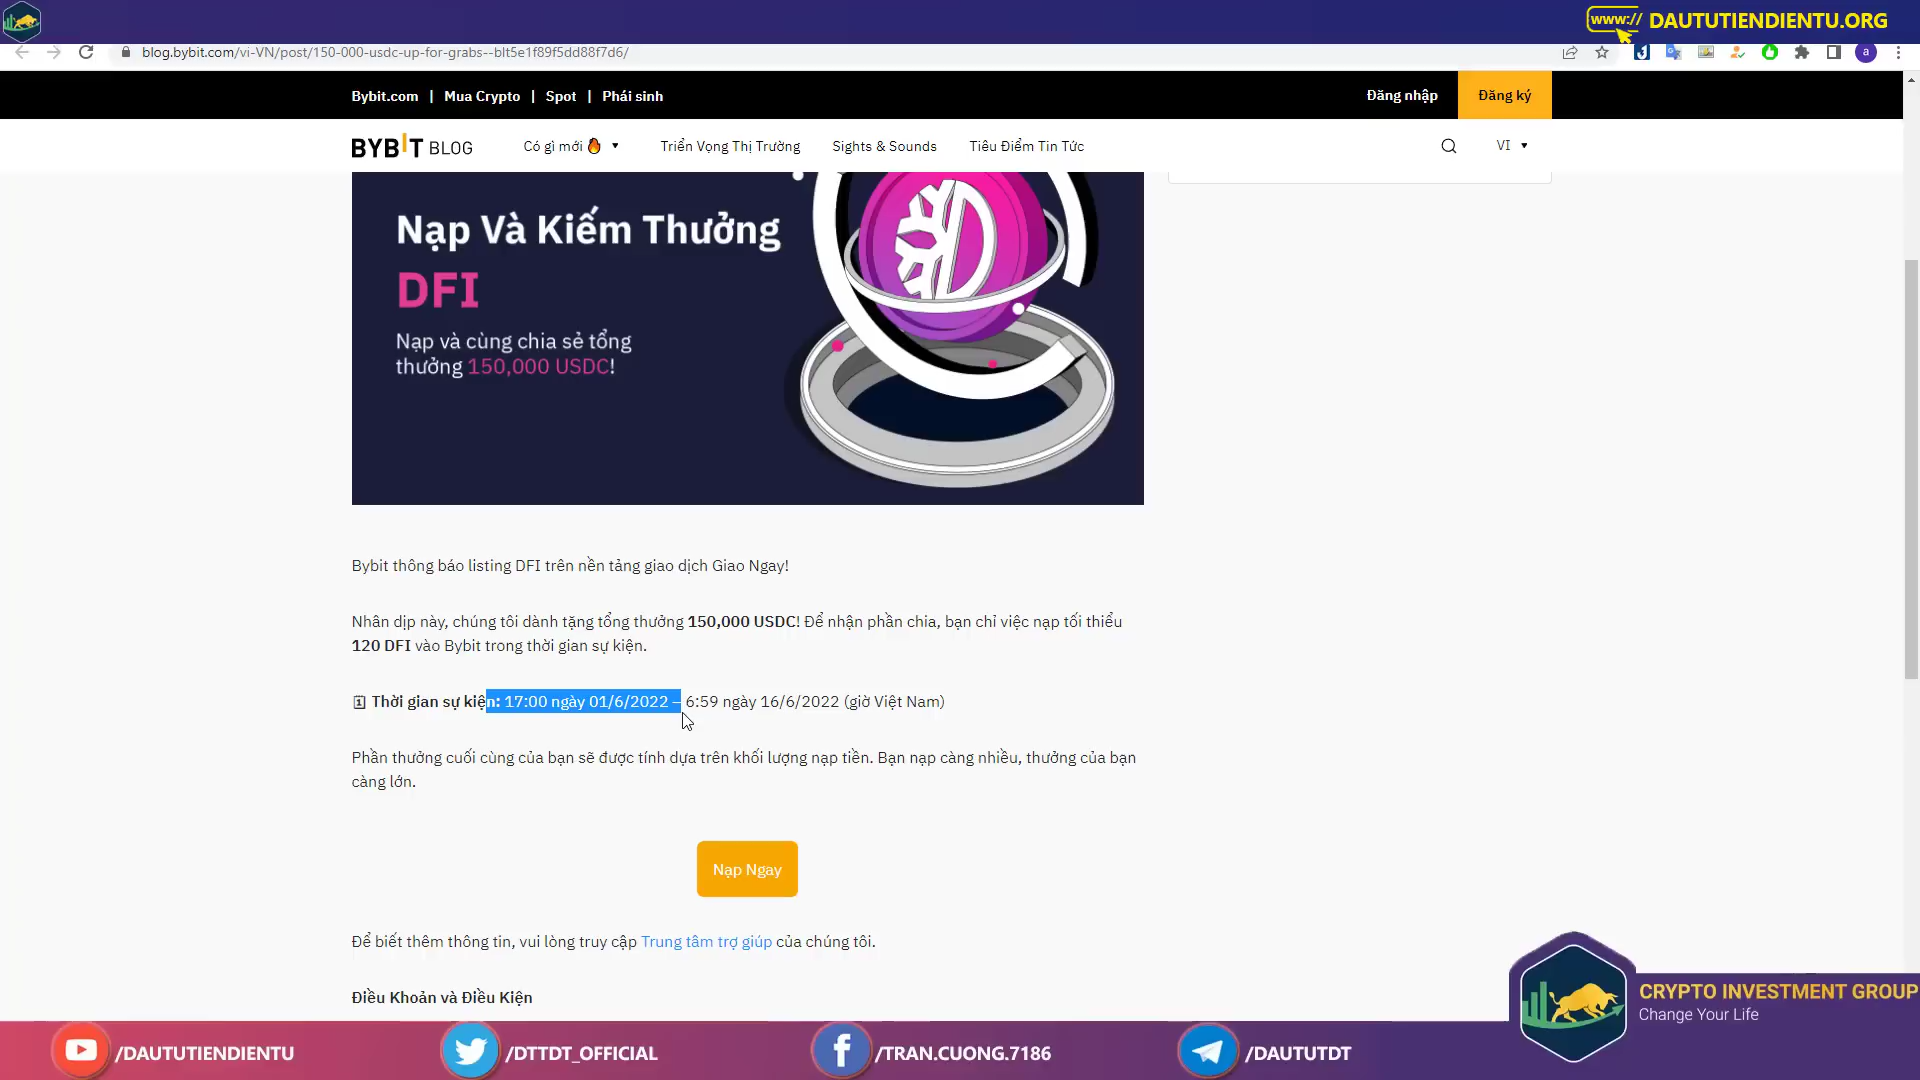 www:// DAUTUTIENDIENTU.ORG
blog.bybit.com/vi-VN/post/150-000-usdc-up-for-grabs--blt5e1f89f5dd88f7d6/
a
Bybit.com | Mua Crypto | Spot | Phái sinh
Đăng nhập
Đăng ký
BYBIT BLOG
Có gì mới🔥 ▼
Triển Vọng Thị Trường
Sights & Sounds
Tiêu Điểm Tin Tức
VI ▼
Nạp Và Kiếm Thưởng
DFI
Nạp và cùng chia sẻ tổng
thưởng 150,000 USDC!
Bybit thông báo listing DFI trên nền tảng giao dịch Giao Ngay!
Nhân dịp này, chúng tôi dành tặng tổng thưởng 150,000 USDC! Để nhận phần chia, bạn chỉ việc nạp tối thiểu
120 DFI vào Bybit trong thời gian sự kiện.
🗓 Thời gian sự kiện: 17:00 ngày 01/6/2022 – 6:59 ngày 16/6/2022 (giờ Việt Nam)
Phần thưởng cuối cùng của bạn sẽ được tính dựa trên khối lượng nạp tiền. Bạn nạp càng nhiều, thưởng của bạn
càng lớn.
Nạp Ngay
Để biết thêm thông tin, vui lòng truy cập Trung tâm trợ giúp của chúng tôi.
Điều Khoản và Điều Kiện
CRYPTO INVESTMENT GROUP
Change Your Life
/DAUTUTIENDIENTU
/DTTDT_OFFICIAL
/TRAN.CUONG.7186
/DAUTUTDT